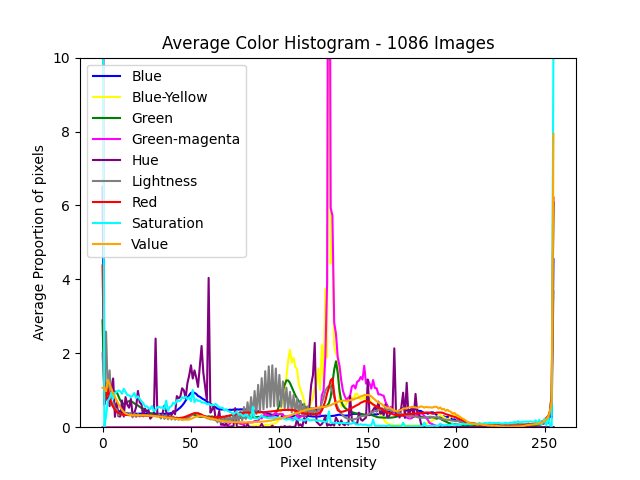 Average Color Histogram - 1086 Images
Average Proportion of pixels
10
8
6
4
2
0
Blue
Blue-Yellow
Green
Green-magenta
Hue
Lightness
Red
Saturation
Value
0 50 100 150 200 250
Pixel Intensity